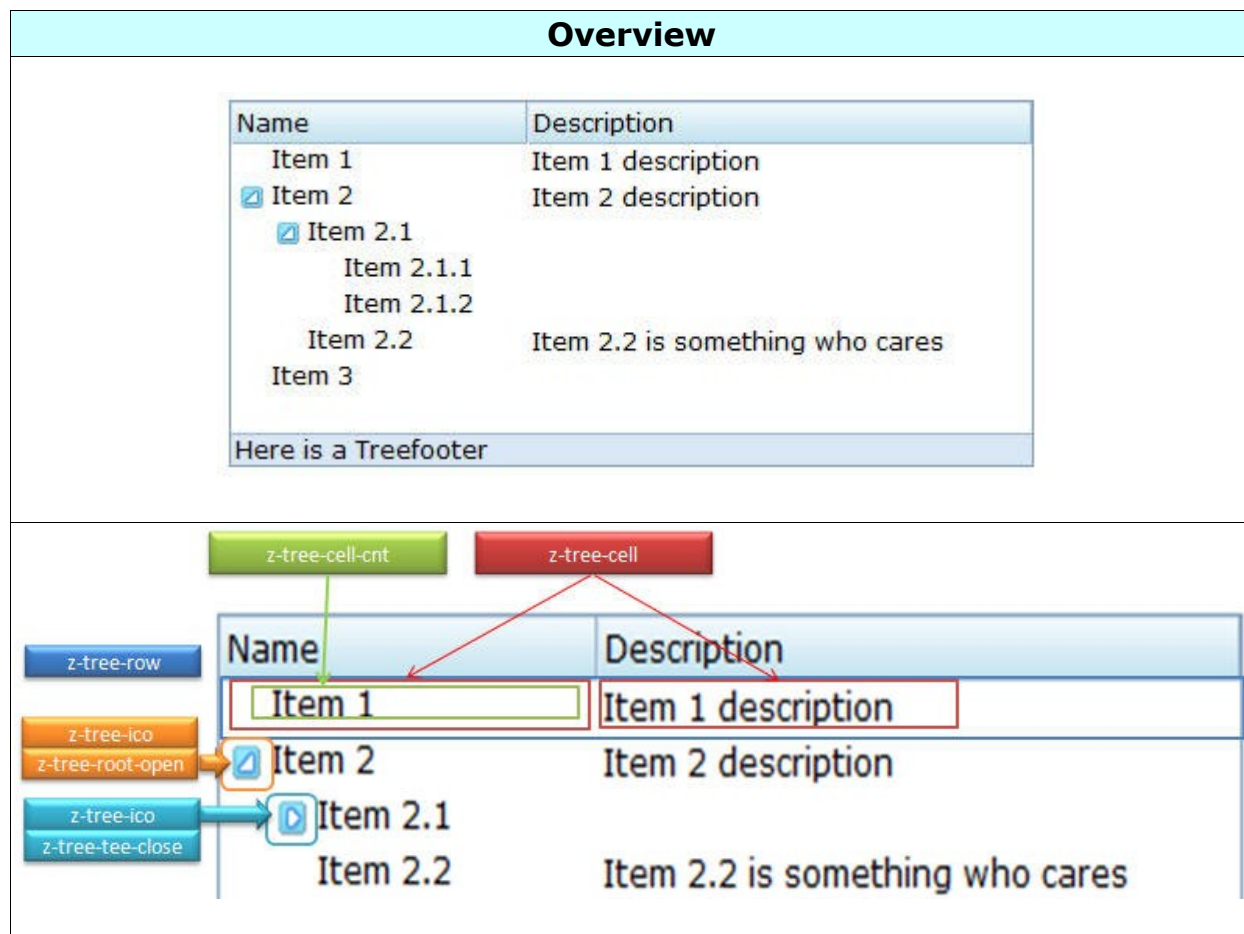 Overview
Name Description
Item 1 Item 1 description
Item 2 Item 2 description
Item 2.1
Item 2.1.1
Item 2.1.2
Item 2.2 Item 2.2 is something who cares
Item 3
Here is a Treefooter
z-tree-cell-cnt z-tree-cell
z-tree-row Name Description
Item 1 Item 1 description
z-tree-ico
z-tree-root-open Item 2 Item 2 description
z-tree-ico Item 2.1
z-tree-tee-close
Item 2.2 Item 2.2 is something who cares